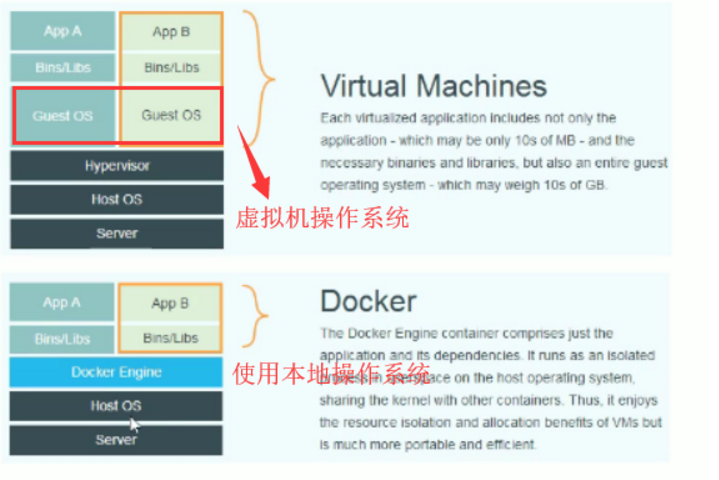 App A
App B
Bins/Libs
Bins/Libs
Guest OS
Guest OS
Hypervisor
Host OS
Server
Virtual Machines
Each virtualized application includes not only the
application - which may be only 10s of MB - and the
necessary binaries and libraries, but also an entire guest
operating system - which may weigh 10s of GB.
虚拟机操作系统
App A
App B
Bins/Libs
Bins/Libs
Docker Engine
Host OS
Server
Docker
The Docker Engine container comprises just the
application and its dependencies. It runs as an isolated
使用本地操作系统
process in userspace on the host operating system,
sharing the kernel with other containers. Thus, it enjoys
the resource isolation and allocation benefits of VMs but
is much more portable and efficient.